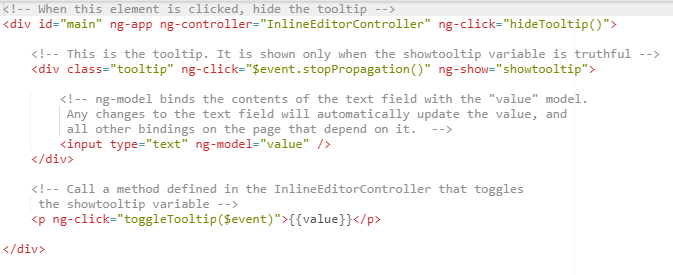 <!-- When this element is clicked, hide the tooltip -->
<div id="main" ng-app ng-controller="InlineEditorController" ng-click="hideTooltip()">
<!-- This is the tooltip. It is shown only when the showtooltip variable is truthful -->
<div class="tooltip" ng-click="$event.stopPropagation()" ng-show="showtooltip">
<!-- ng-model binds the contents of the text field with the "value" model.
Any changes to the text field will automatically update the value, and
all other bindings on the page that depend on it.  -->
<input type="text" ng-model="value" />
</div>
<!-- Call a method defined in the InlineEditorController that toggles
the showtooltip variable -->
<p ng-click="toggleTooltip($event)">{{value}}</p>
</div>